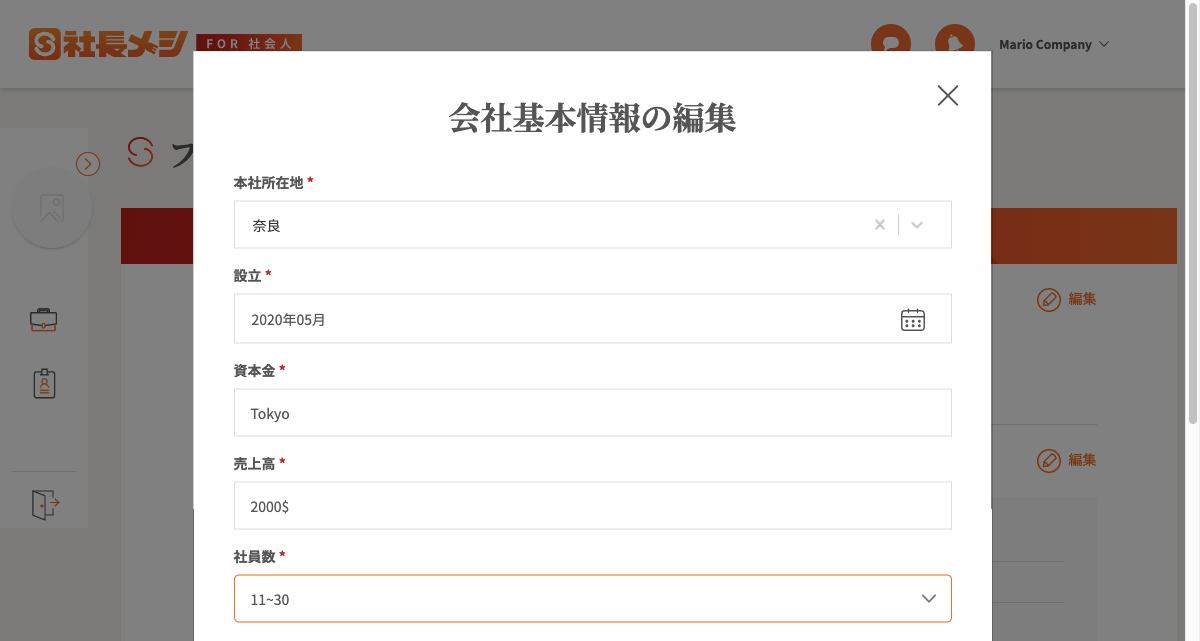 S社長メシ FOR 社会人
Mario Company
会社基本情報の編集
本社所在地 *
奈良
設立 *
2020年05月
資本金 *
Tokyo
売上高 *
2000$
社員数 *
11~30
編集
編集